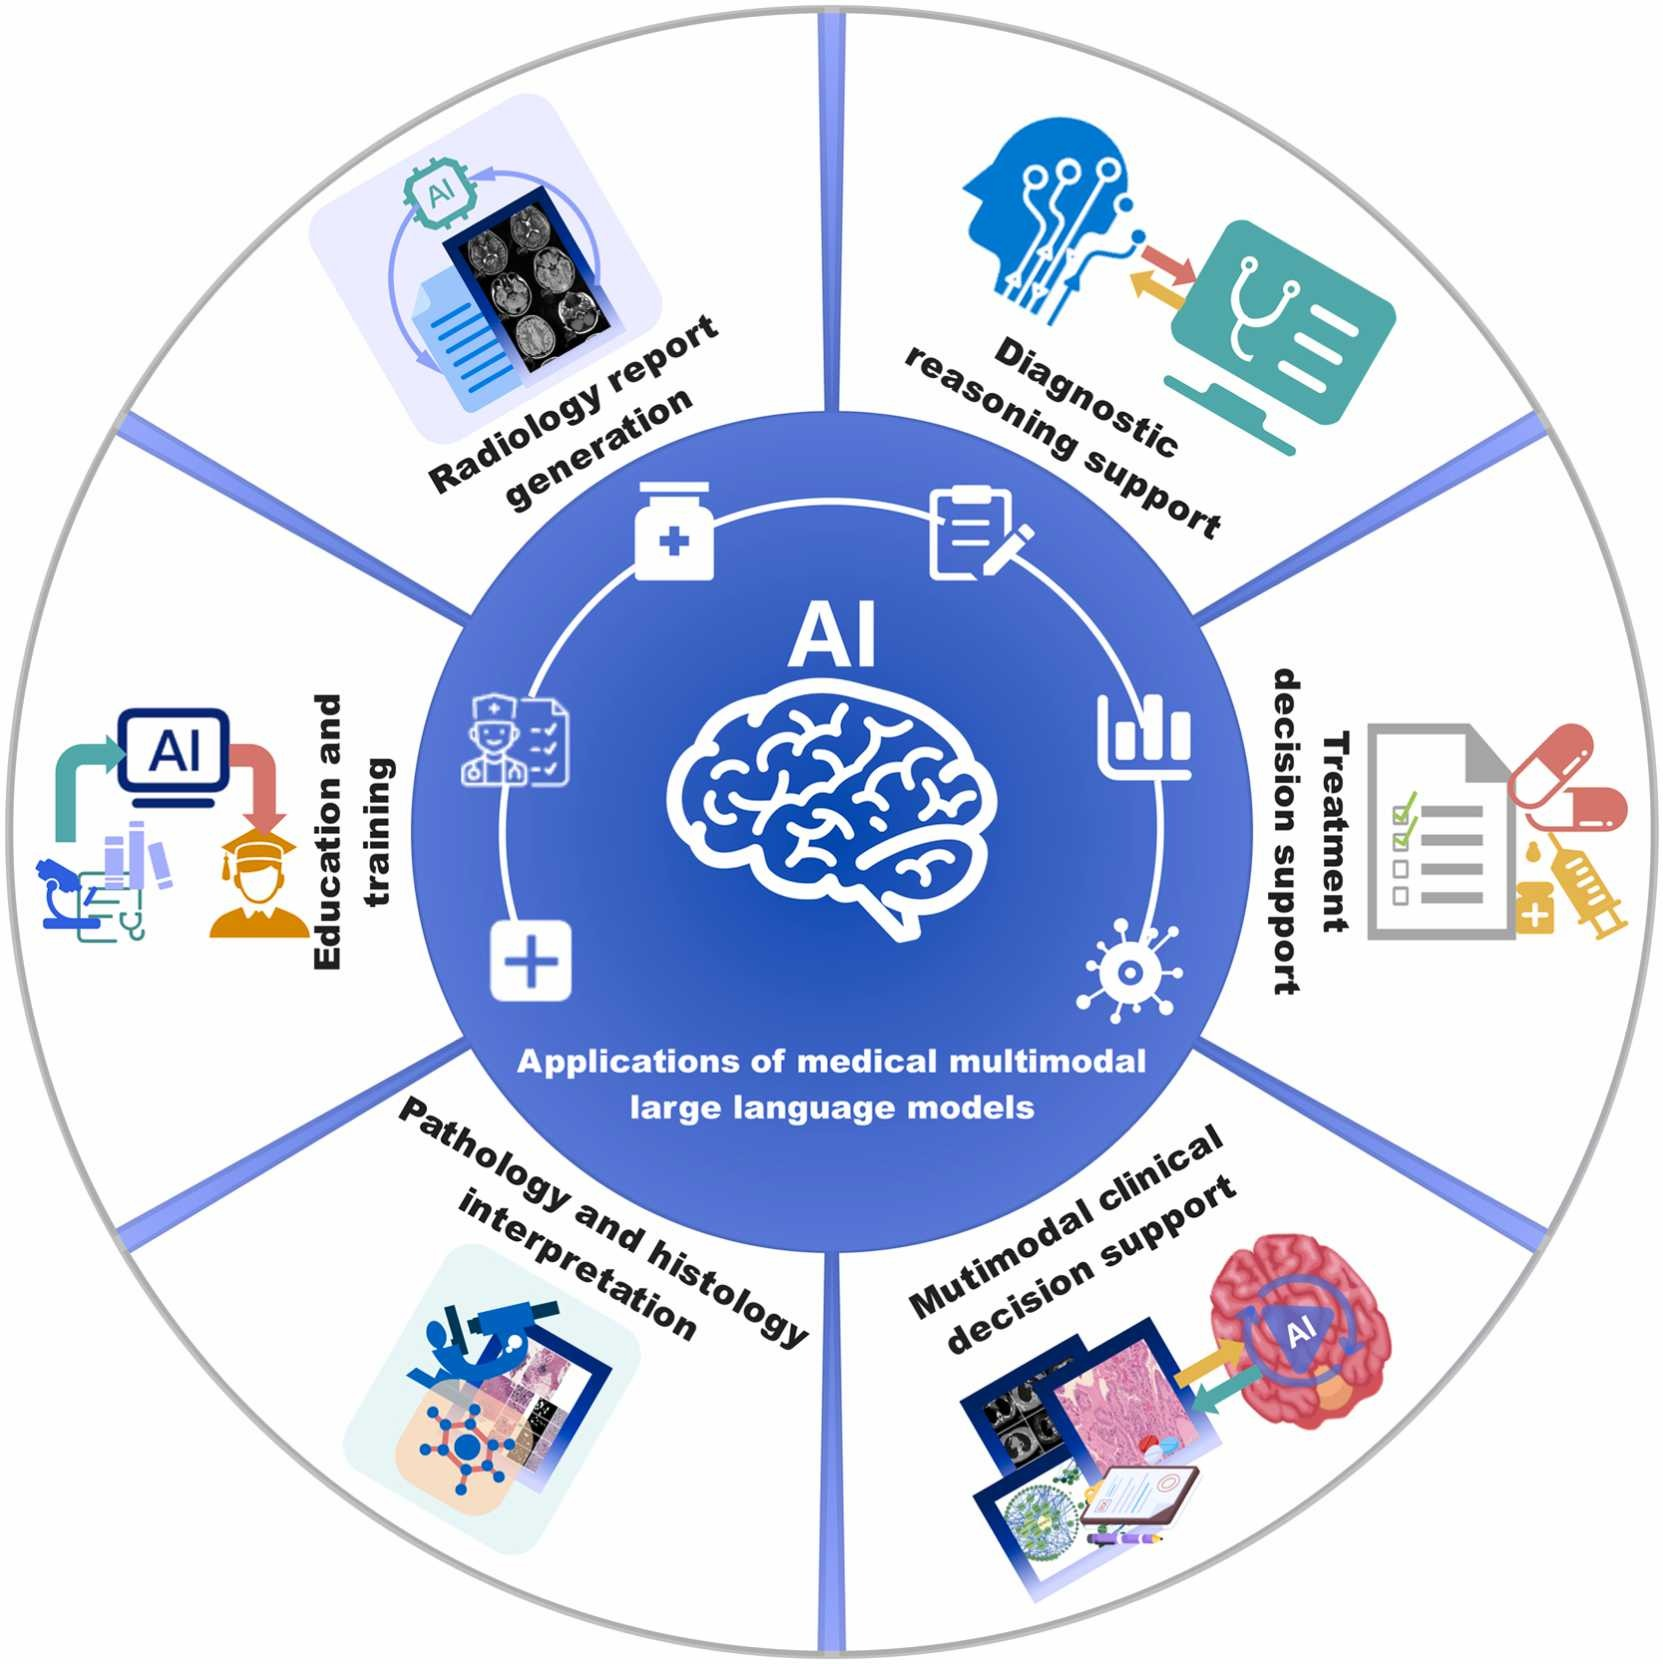 AI
Radiology report
generation
Diagnostic
reasoning support
Treatment
decision support
Mutimodal clinical
decision support
AI
Pathology and histology
interpretation
Education and
training
AI
AI
Applications of medical multimodal
large language models